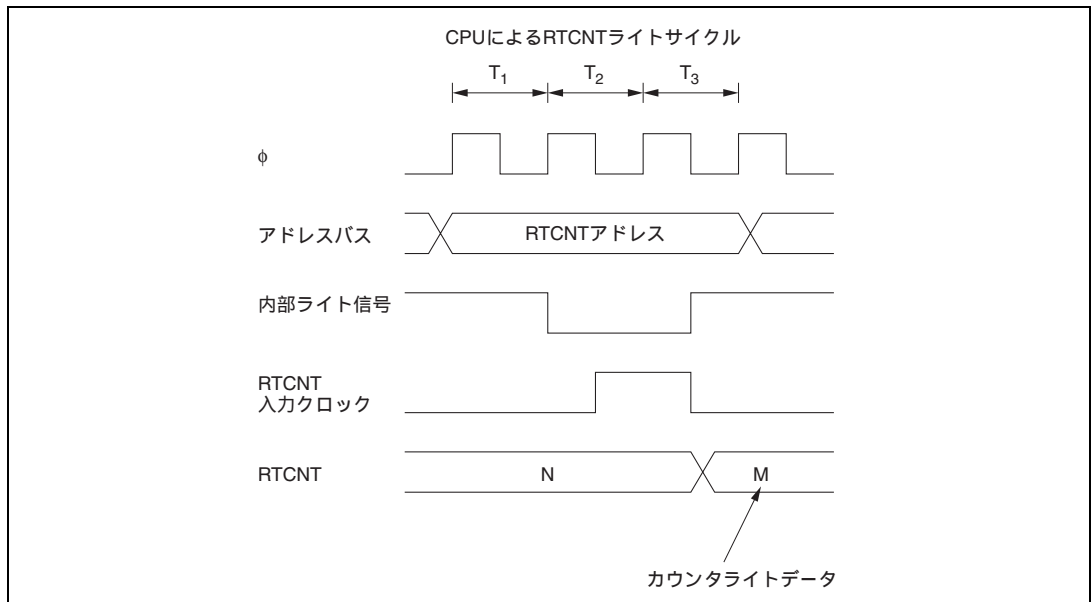 CPUによるRTCNTライトサイクル
T1 T2 T3
φ
アドレスバス
RTCNTアドレス
内部ライト信号
RTCNT
入力クロック
RTCNT
N
M
カウンタライトデータ